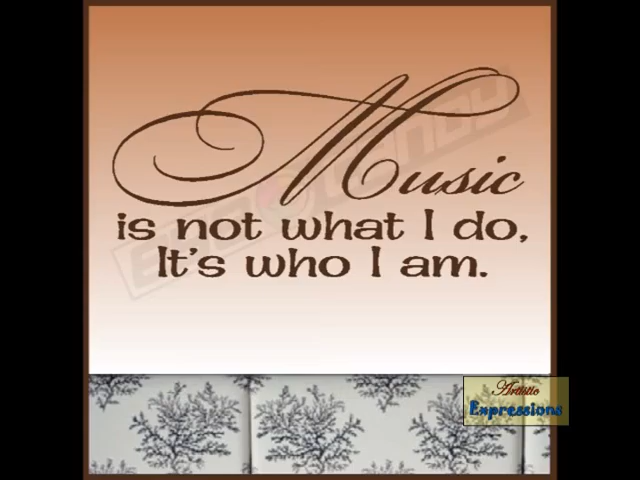 Music
is not what I do,
It's who I am.
Artistic
Expressions